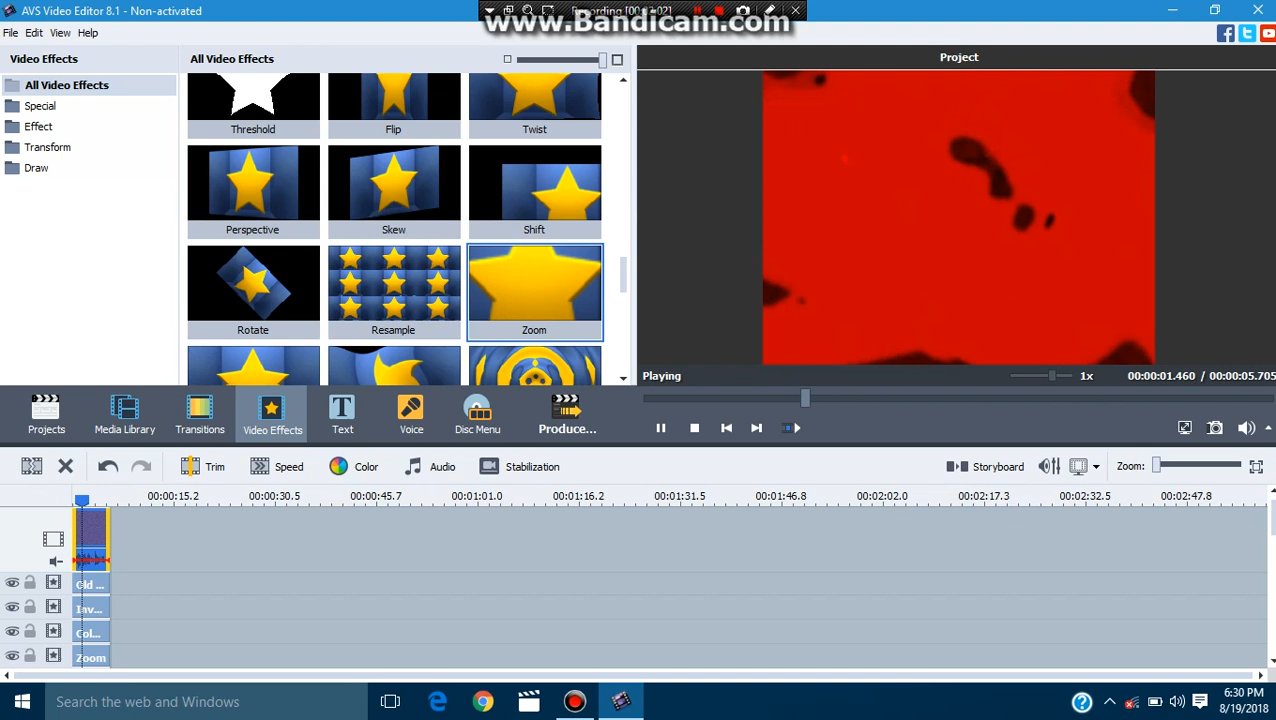 AVS Video Editor 8.1 - Non-activated
www.Bandicam.com
File Edit View Help
Video Effects
All Video Effects
Project
All Video Effects
Special
Effect
Transform
Draw
Threshold Flip Twist
Perspective Skew Shift
Rotate Resample Zoom
Playing 1x 00:00:01.460 / 00:00:05.705
Projects Media Library Transitions Video Effects Text Voice Disc Menu Produce...
Trim Speed Color Audio Stabilization Storyboard Zoom:
00:00:15.2 00:00:30.5 00:00:45.7 00:01:01.0 00:01:16.2 00:01:31.5 00:01:46.8 00:02:02.0 00:02:17.3 00:02:32.5 00:02:47.8
Old ...
Inv...
Col...
Zoom
Search the web and Windows
6:30 PM
8/19/2018